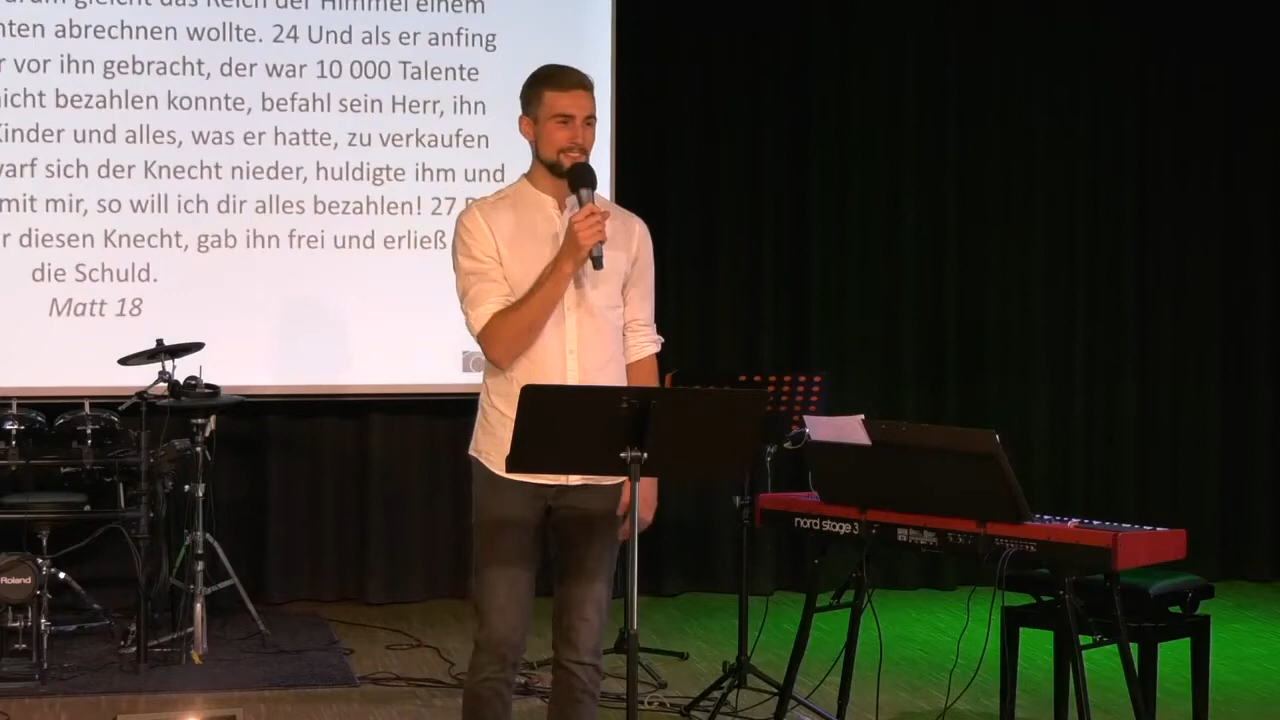 gleicht das Reich der Himmel einem
abrechnen wollte. 24 Und als er anfing
vor ihn gebracht, der war 10 000 Talente
nicht bezahlen konnte, befahl sein Herr, ihn
Kinder und alles, was er hatte, zu verkaufen
sich der Knecht nieder, huldigte ihm und
mit mir, so will ich dir alles bezahlen! 27
diesen Knecht, gab ihn frei und erließ
die Schuld.
Matt 18
nord stage 3
Roland